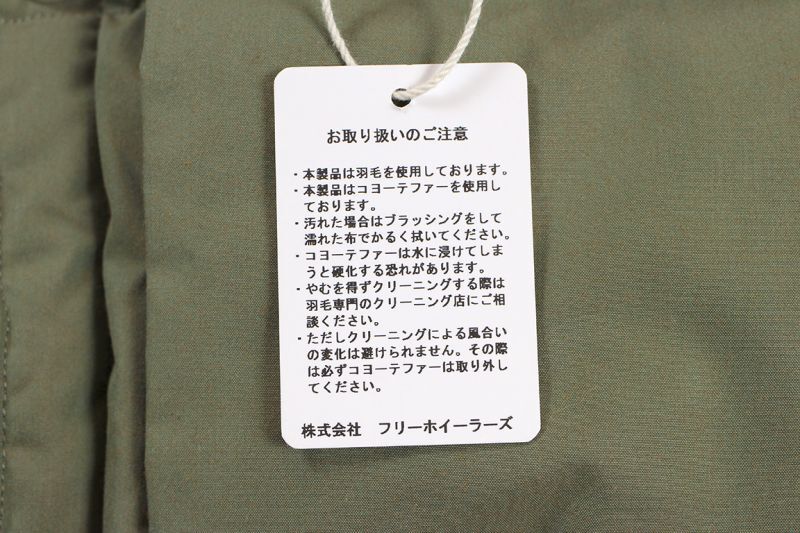 お取り扱いのご注意
・本製品は羽毛を使用しております。
・本製品はコヨーテファーを使用し
ております。
・汚れた場合はブラッシングをして
濡れた布でかるく拭いてください。
・コヨーテファーは水に浸けてしま
うと硬化する恐れがあります。
・やむを得ずクリーニングする際は
羽毛専門のクリーニング店にご相
談ください。
・ただしクリーニングによる風合い
の変化は避けられません。その際
は必ずコヨーテファーは取り外し
てください。
株式会社　フリーホイーラーズ